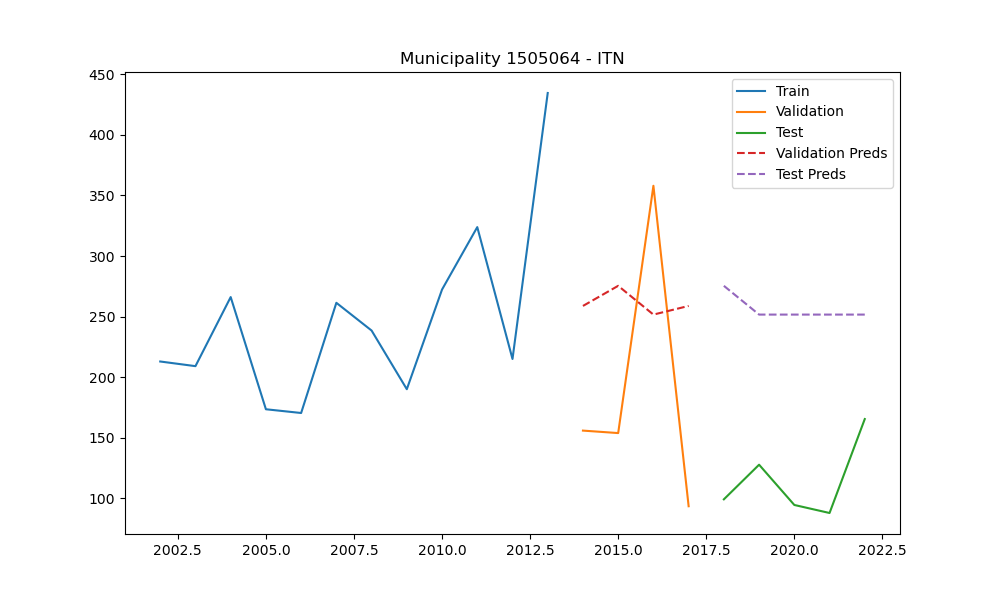 Municipality 1505064 - ITN
450
400
350
300
250
200
150
100
2002.5 2005.0 2007.5 2010.0 2012.5 2015.0 2017.5 2020.0 2022.5
Train
Validation
Test
Validation Preds
Test Preds